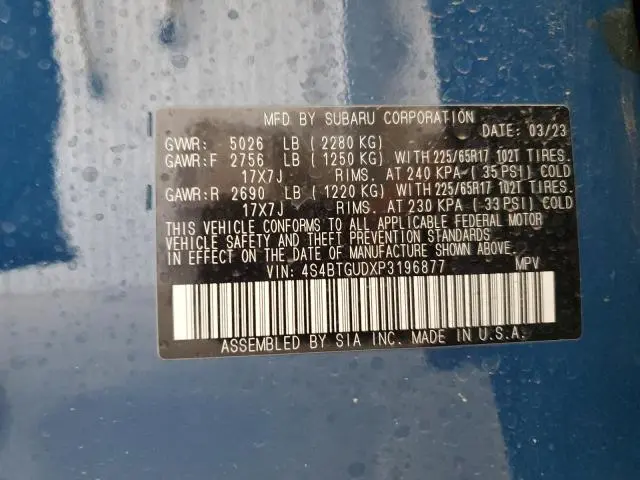 MFD. BY SUBARU CORPORATION
DATE: 03/23
GVWR: 5026 LB ( 2280 KG)
GAWR:F 2756 LB ( 1250 KG) WITH 225/65R17 102T TIRES.
17X7J RIMS. AT 240 KPA ( 35 PSI) COLD
GAWR:R 2690 LB ( 1220 KG) WITH 225/65R17 102T TIRES.
17X7J RIMS. AT 230 KPA ( 33 PSI) COLD
THIS VEHICLE CONFORMS TO ALL APPLICABLE FEDERAL MOTOR
VEHICLE SAFETY AND THEFT PREVENTION STANDARDS
IN EFFECT ON THE DATE OF MANUFACTURE SHOWN ABOVE.
VIN: 4S4BTGUDXP3196877 MPV
ASSEMBLED BY SIA INC. MADE IN U.S.A.